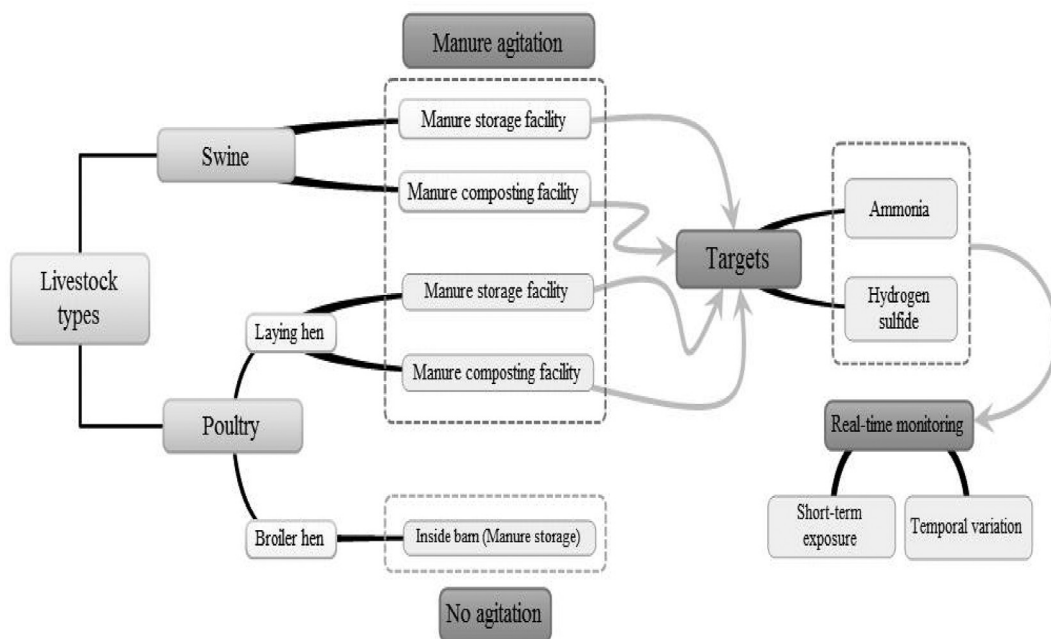 Manure agitation
Manure storage facility
Swine
Manure composting facility
Ammonia
Targets
Livestock
types
Manure storage facility
Hydrogen
sulfide
Laying hen
Manure composting facility
Poultry
Real-time monitoring
Short-term
exposure
Temporal variation
Broiler hen
Inside barn (Manure storage)
No agitation